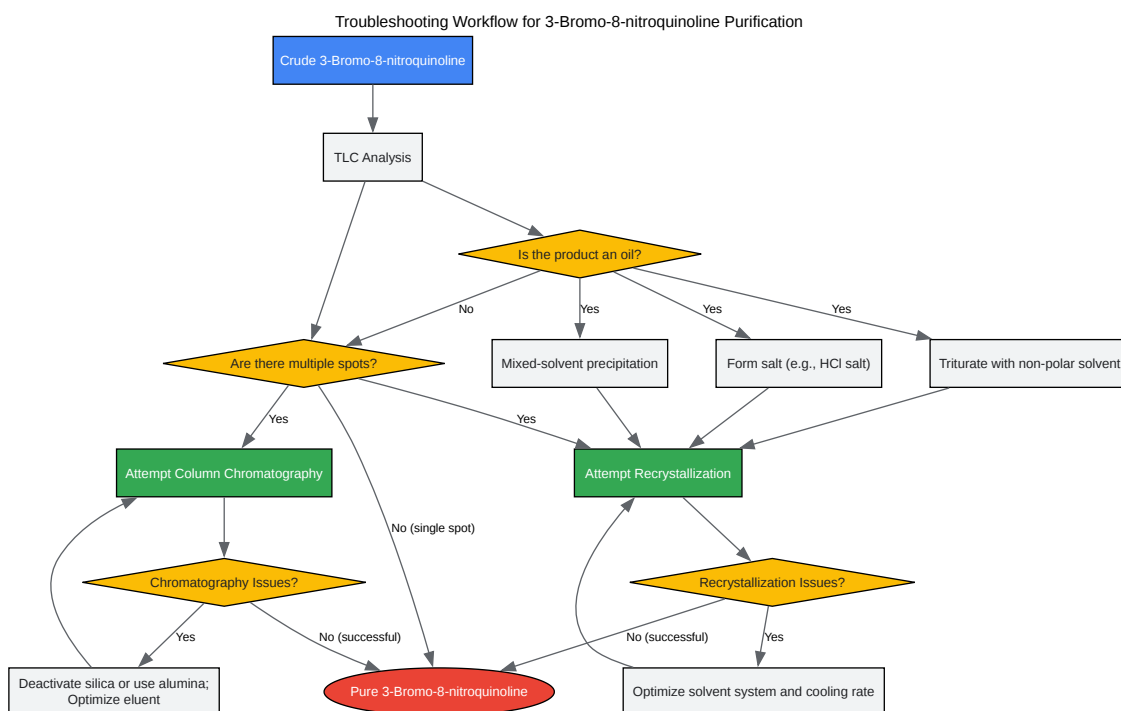 Troubleshooting Workflow for 3-Bromo-8-nitroquinoline Purification
Crude 3-Bromo-8-nitroquinoline
TLC Analysis
Is the product an oil?
No
Yes
Yes
Yes
Are there multiple spots?
Mixed-solvent precipitation
Form salt (e.g., HCl salt)
Triturate with non-polar solvent
Yes
Yes
Attempt Column Chromatography
Attempt Recrystallization
No (single spot)
Chromatography Issues?
Recrystallization Issues?
Yes
No (successful)
No (successful)
Yes
Deactivate silica or use alumina;
Optimize eluent
Pure 3-Bromo-8-nitroquinoline
Optimize solvent system and cooling rate